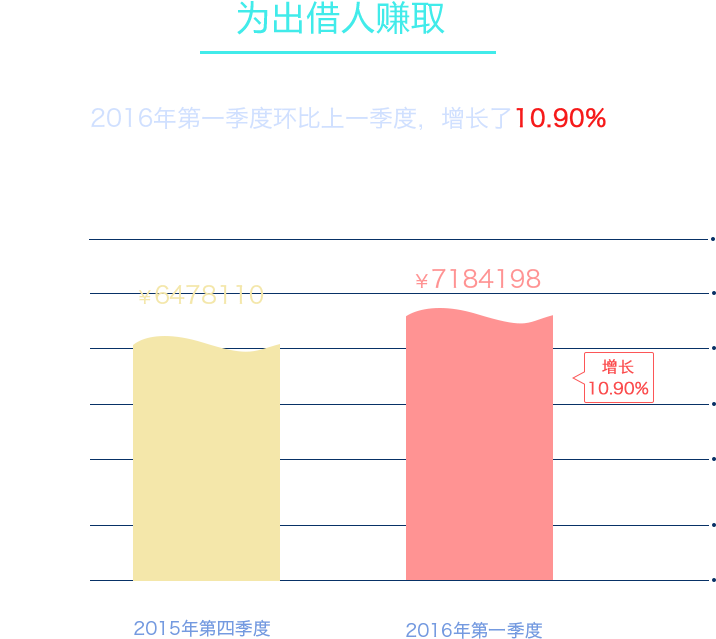 为出借人赚取
2016年第一季度环比上一季度，增长了10.90%
¥7184198
¥6478110
增长
10.90%
2015年第四季度
2016年第一季度